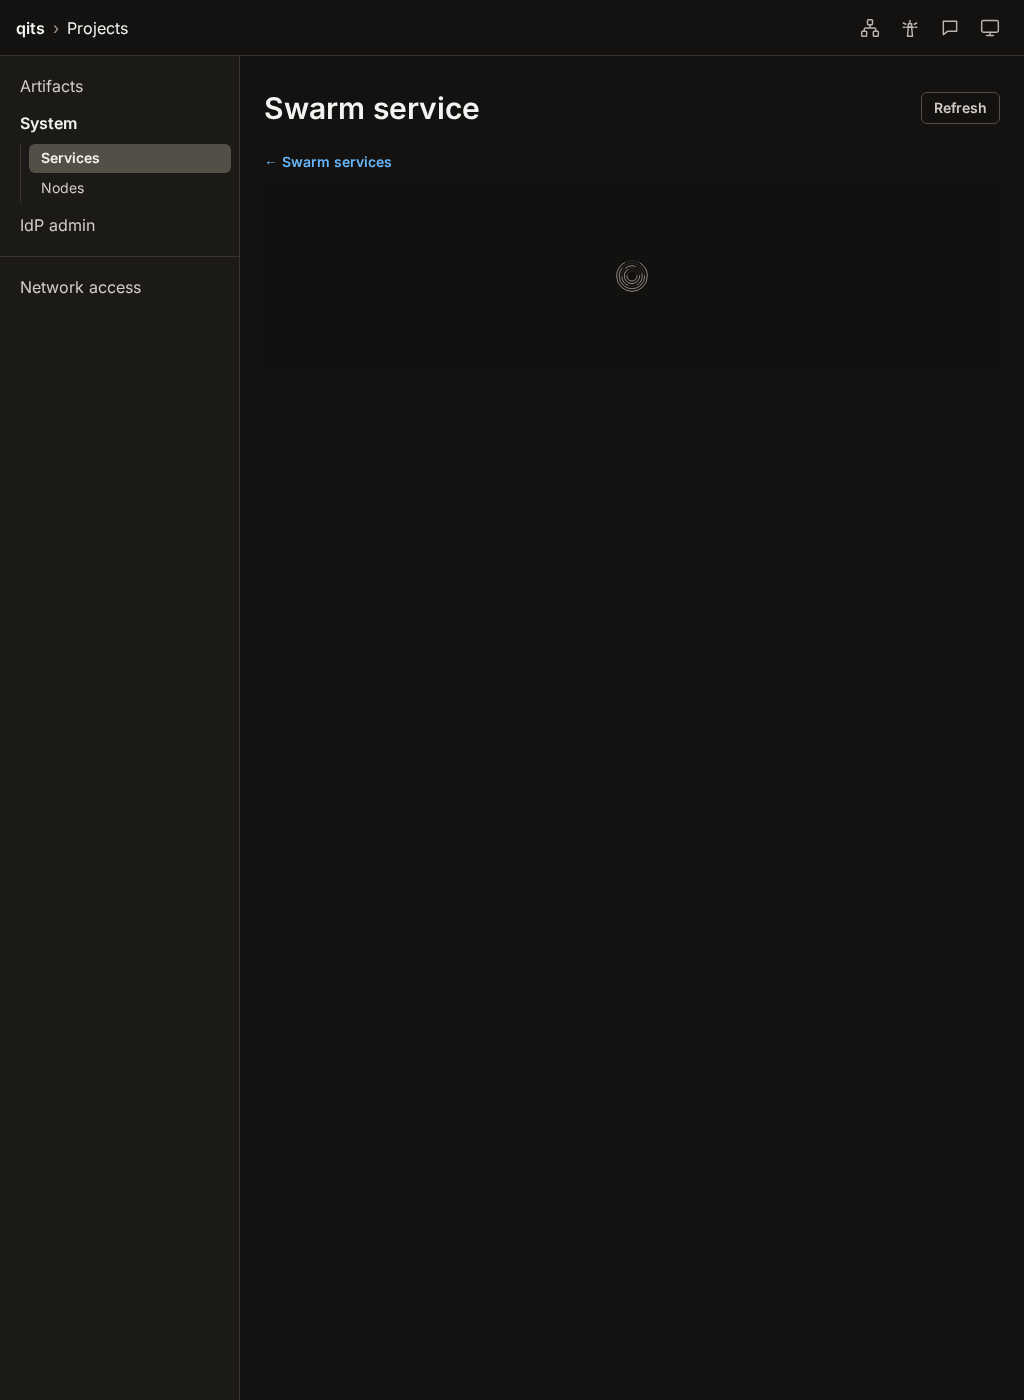 qits › Projects
Artifacts
System
Services
Nodes
IdP admin
Network access
Swarm service
Refresh
← Swarm services